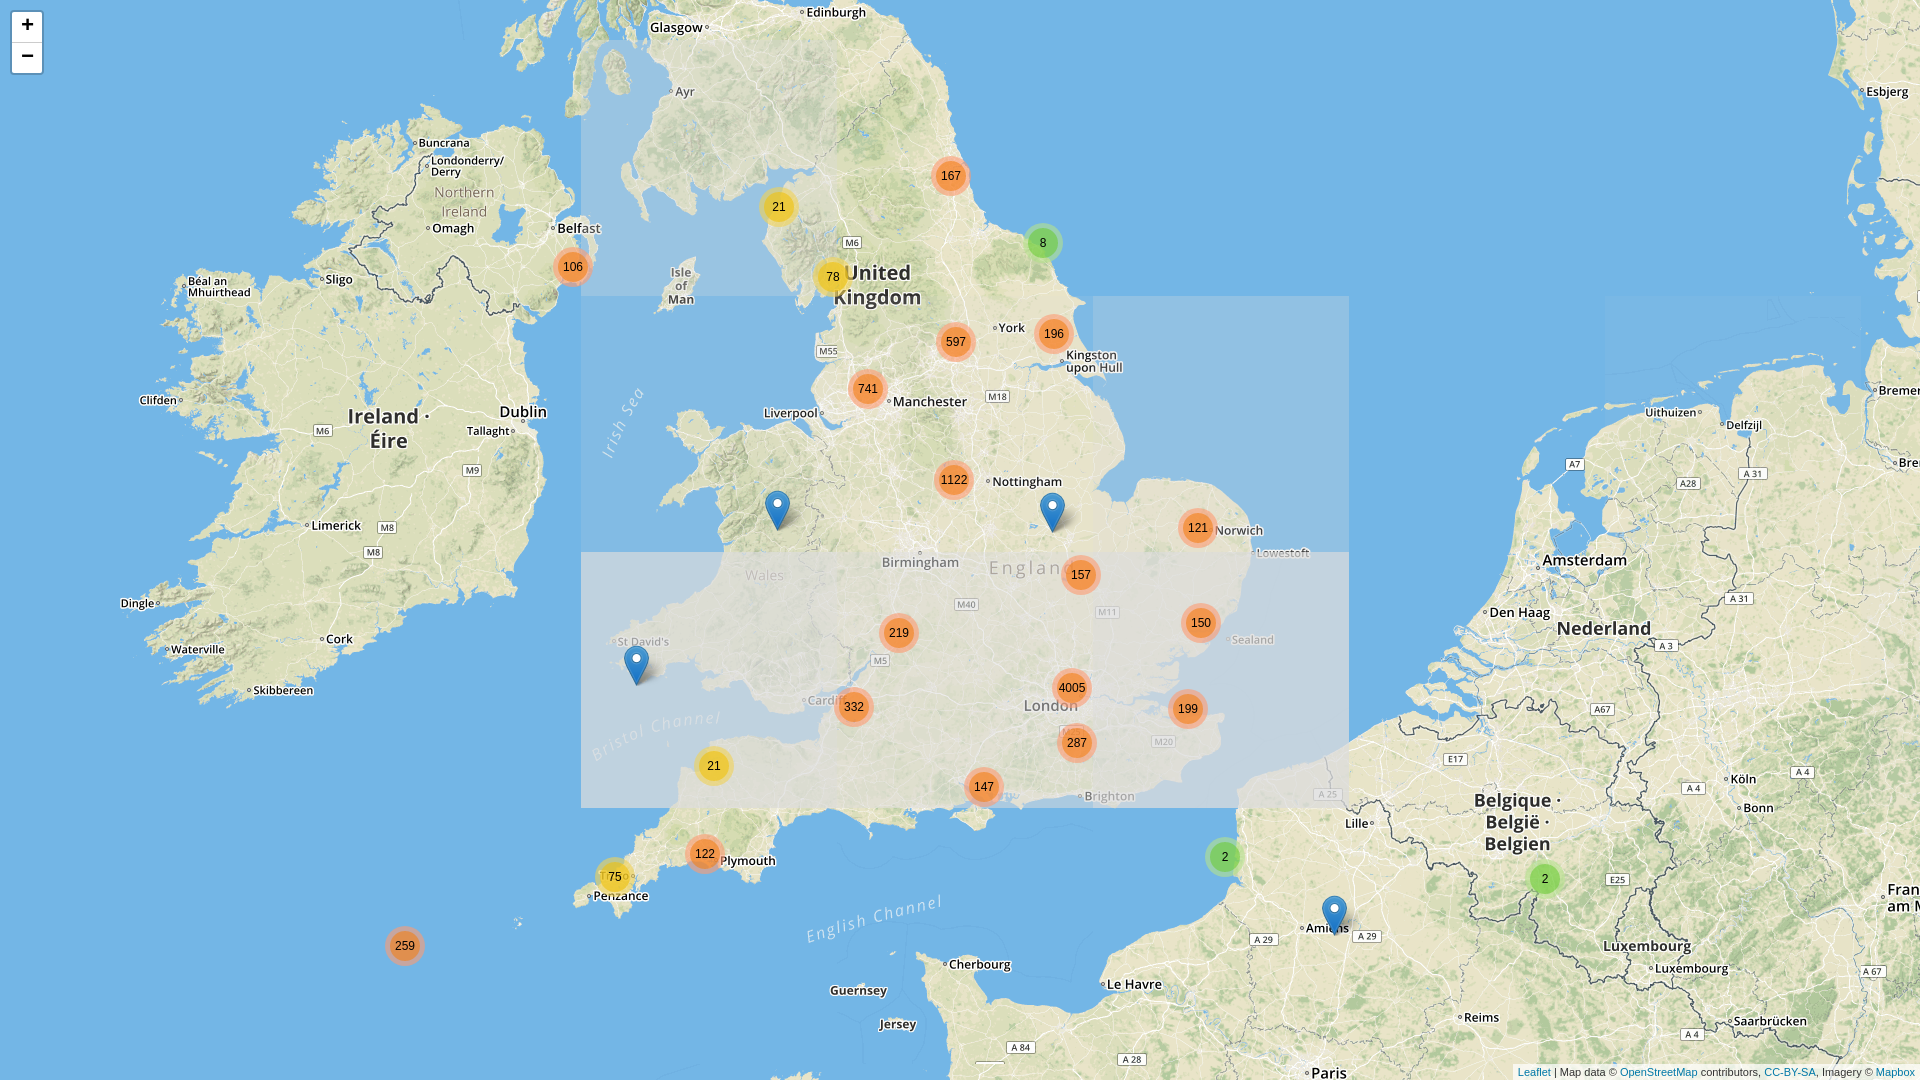 +
−
Edinburgh
Glasgow
Ayr
Esbjerg
Buncrana
Londonderry/
Derry
Northern
Ireland
Omagh
Belfast
167
21
M6
8
106
Isle
of
Man
78
United
Kingdom
Sligo
Béal an
Mhuirthead
York
196
597
M55
Kingston
upon Hull
741
Manchester
M18
Liverpool
Clifden
Ireland ·
Éire
Dublin
Tallaght
M6
M9
Irish Sea
Bremer
Uithuizen
Delfzijl
A7
A 31
A28
Bre
1122
Nottingham
Limerick
M8
M8
121
Norwich
Lowestoft
Birmingham
Wales
England
157
Amsterdam
Dingle
M40
M11
A 31
Den Haag
Nederland
219
150
Sealand
Cork
Waterville
St David's
M5
A 3
Skibbereen
4005
London
Cardiff
332
199
A67
Bristol Channel
287
M20
E17
21
A 4
Köln
A 4
Bonn
147
Brighton
A 25
Belgique ·
België ·
Belgien
Lille
122
Plymouth
2
75
Penzance
2
E25
Fran
am M
English Channel
Amiens
A 29
A 29
259
Luxembourg
Luxembourg
A 67
Cherbourg
Le Havre
Guernsey
Jersey
Reims
Saarbrücken
A 4
A 84
A 28
Paris
Leaflet | Map data © OpenStreetMap contributors, CC-BY-SA, Imagery © Mapbox